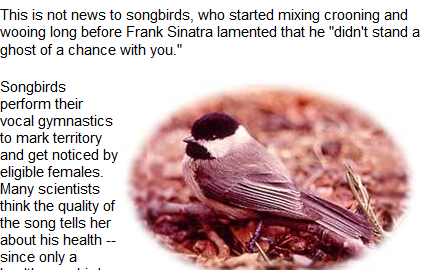 This is not news to songbirds, who started mixing crooning and
wooing long before Frank Sinatra lamented that he "didn't stand a
ghost of a chance with you."
Songbirds
perform their
vocal gymnastics
to mark territory
and get noticed by
eligible females.
Many scientists
think the quality of
the song tells her
about his health --
since only a